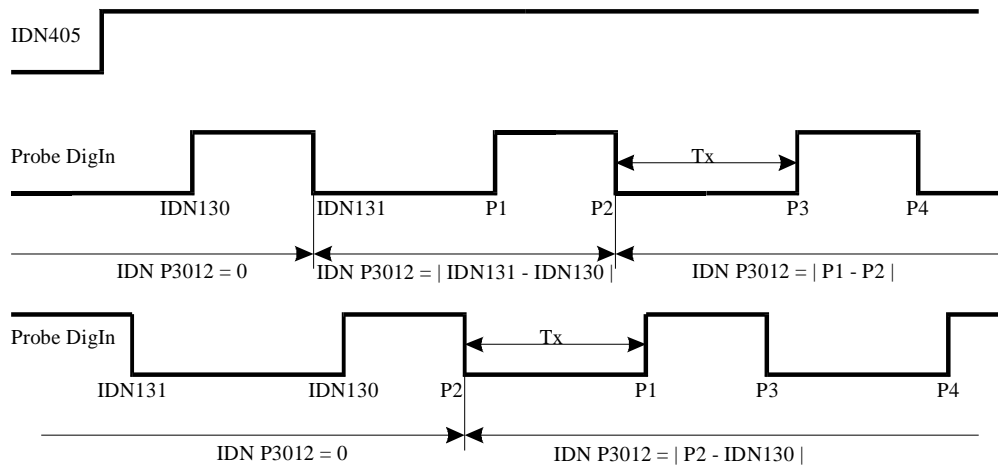 IDN405
Probe DigIn
Tx
IDN130 IDN131 P1 P2 P3 P4
IDN P3012 = 0 IDN P3012 = | IDN131 - IDN130 | IDN P3012 = | P1 - P2 |
Probe DigIn
Tx
IDN131 IDN130 P2 P1 P3 P4
IDN P3012 = 0 IDN P3012 = | P2 - IDN130 |